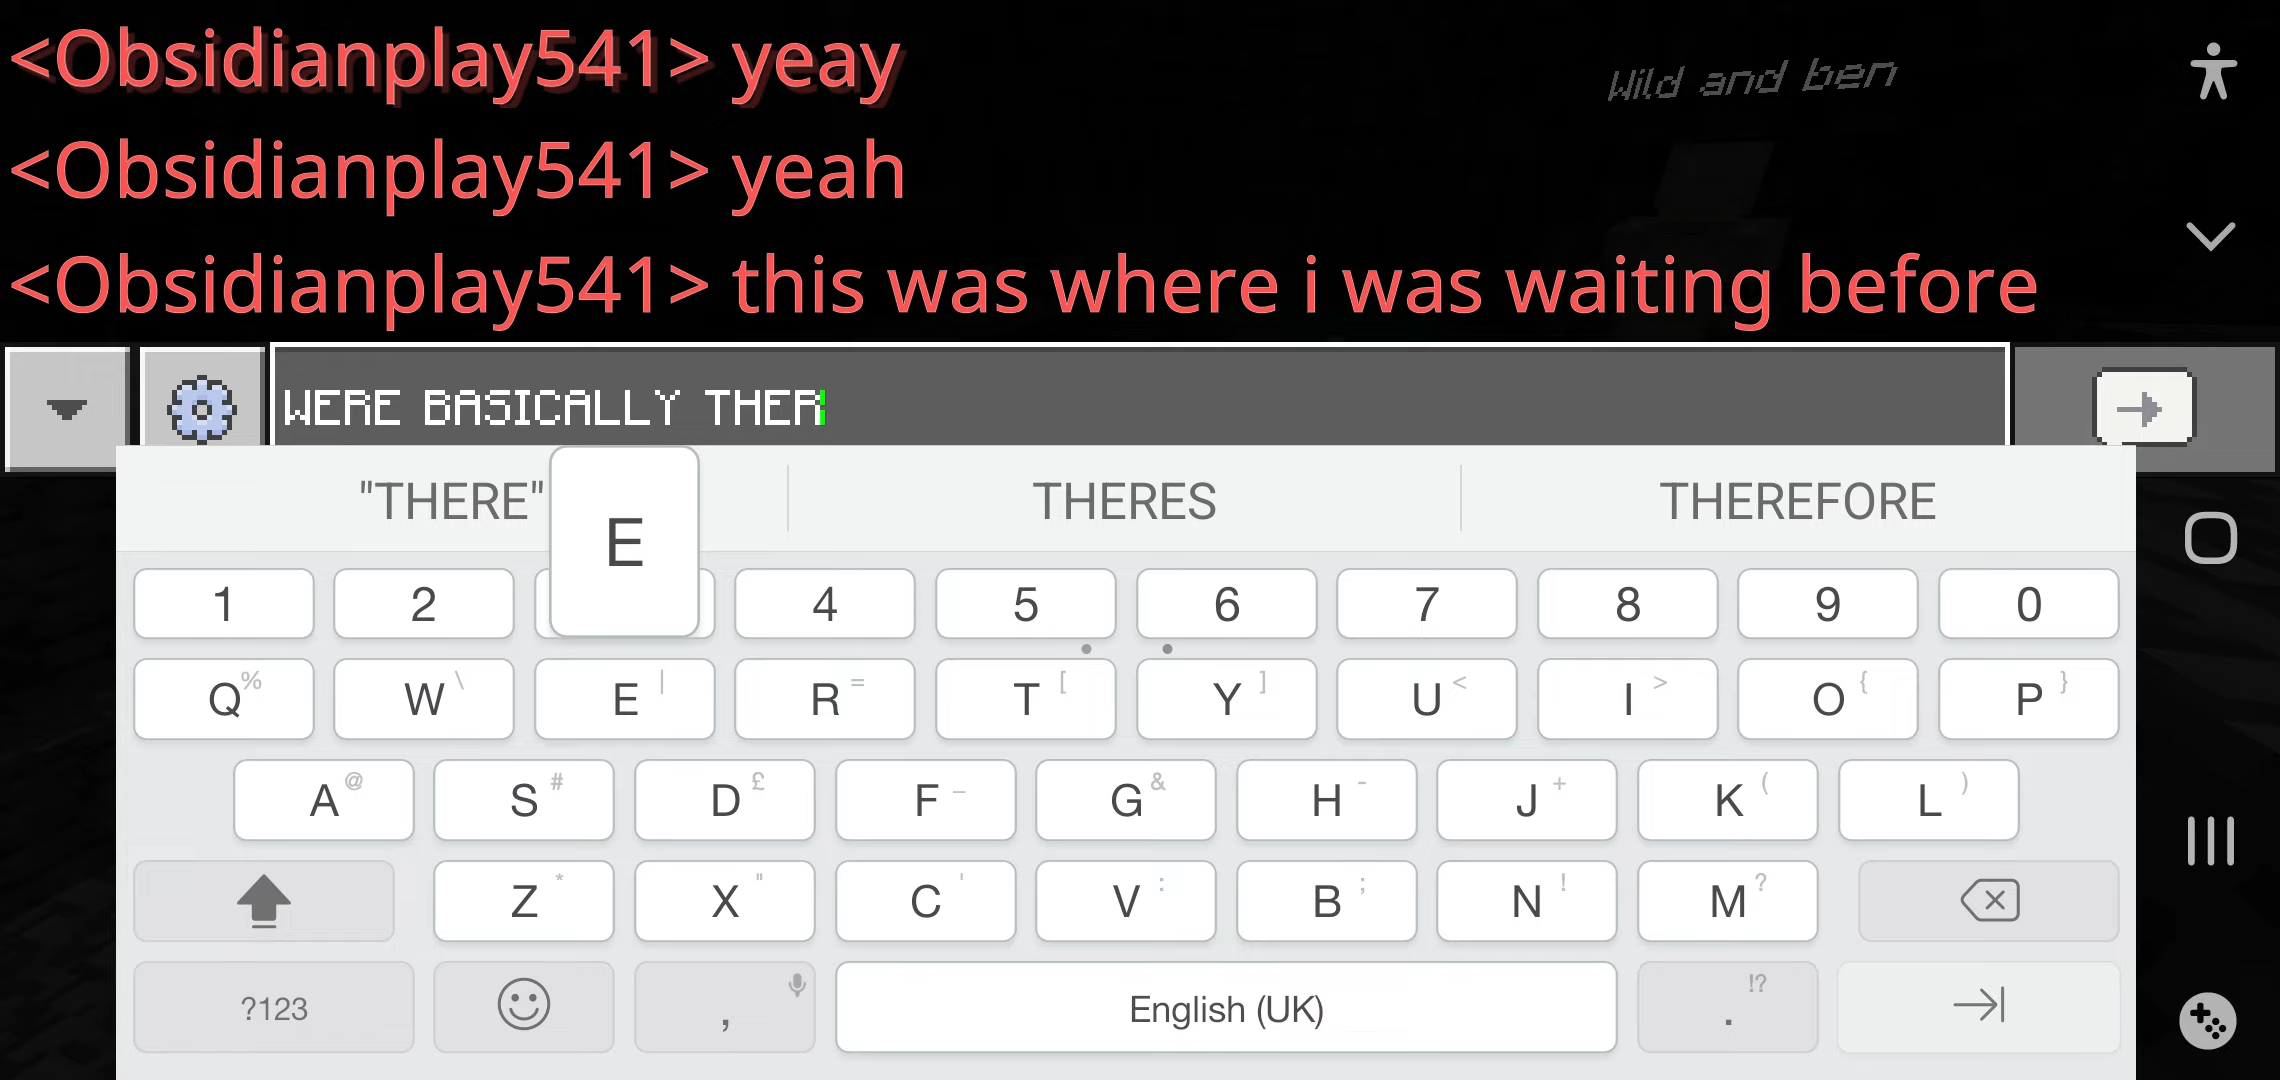 <Obsidianplay541> yeay
Wild and ben
<Obsidianplay541> yeah
<Obsidianplay541> this was where i was waiting before
WERE BASICALLY THER
"THERE" THERES THEREFORE
E
1 2 4 5 6 7 8 9 0
Q % W \ E | R = T [ Y ] U < I > O { P }
A @ S # D £ F _ G & H - J + K ( L )
Z * X " C ' V : B ; N ! M ?
?123 , English (UK) . !?